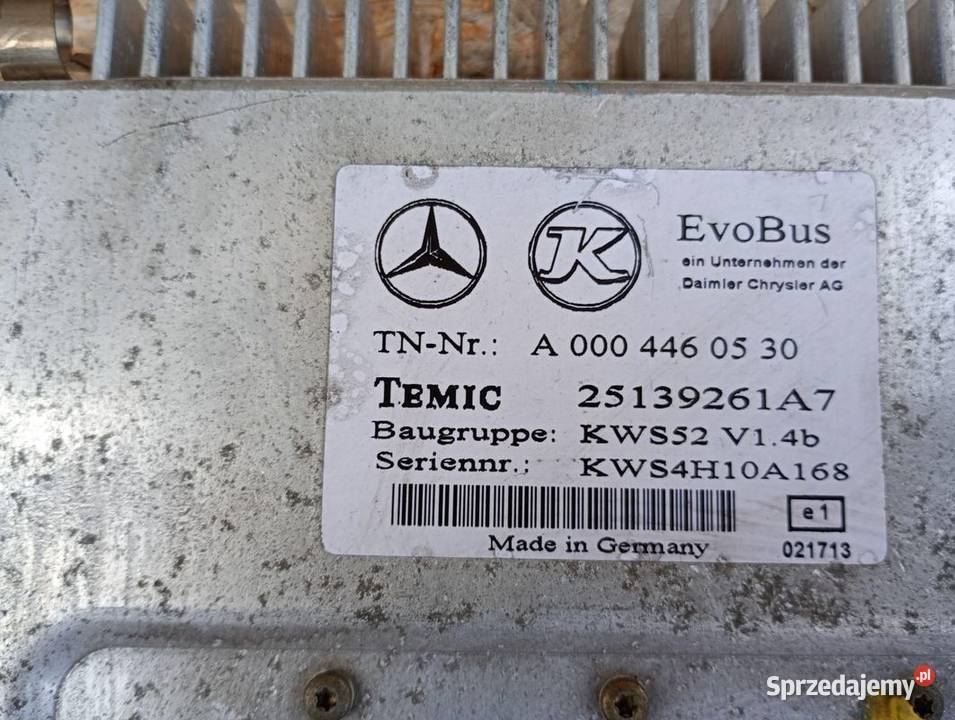 K
EvoBus
ein Unternehmen der
Daimler Chrysler AG
TN-Nr.: A 000 446 05 30
TEMIC 25139261A7
Baugruppe: KWS52 V1.4b
Seriennr.: KWS4H10A168
e1
Made in Germany 021713
Sprzedajemy.pl